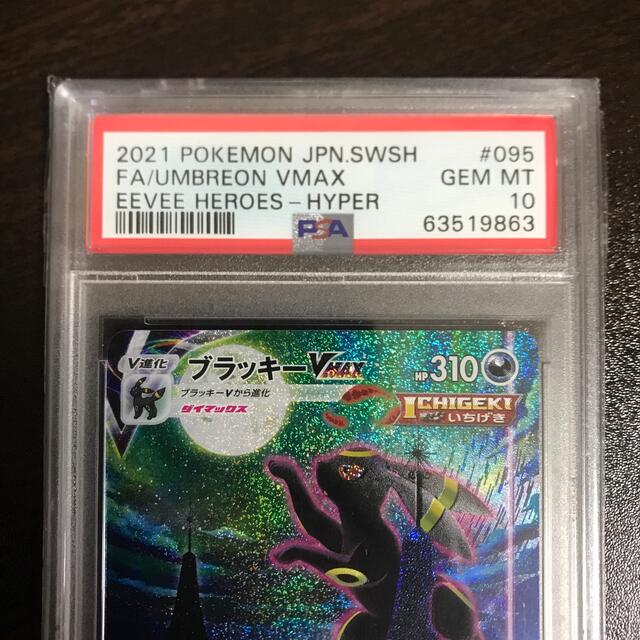 2021 POKEMON JPN.SWSH #095
FA/UMBREON VMAX GEM MT
EEVEE HEROES - HYPER 10
PSA 63519863
V進化 ブラッキーVMAX HP310
ブラッキーVから進化
ダイマックス
ICHIGEKI
いちげき